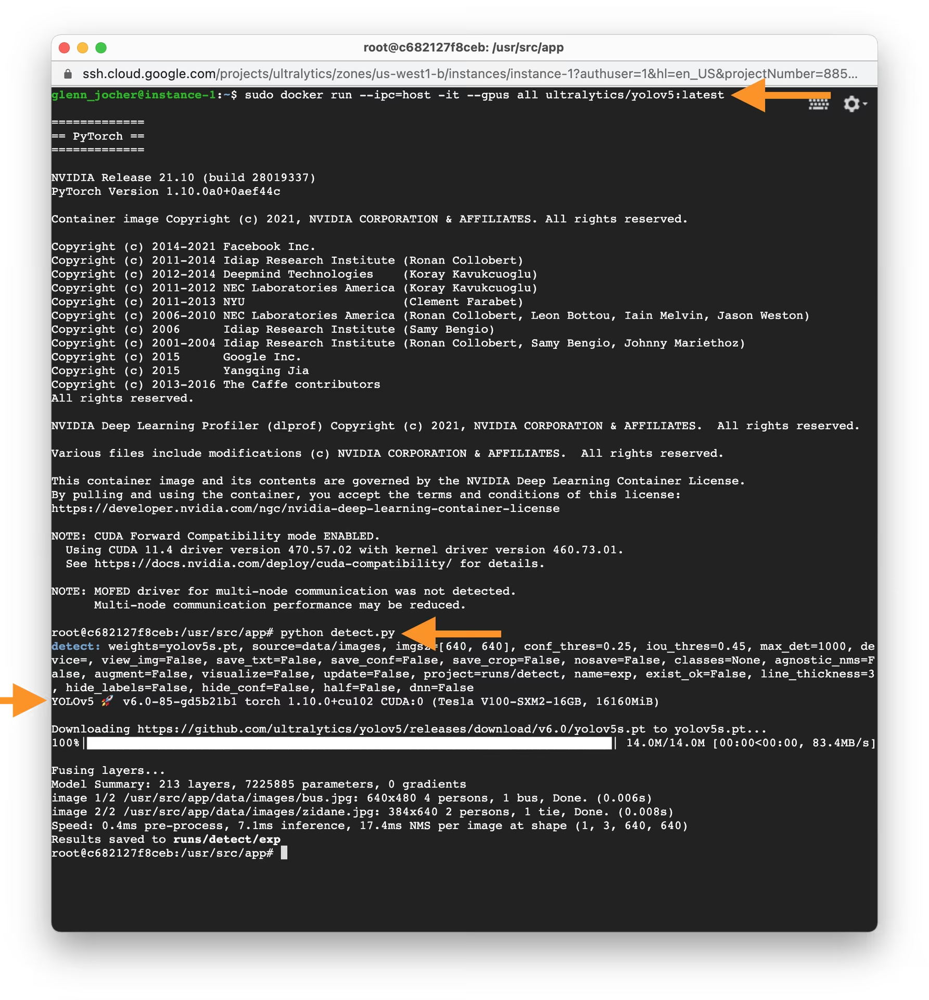 root@c682127f8ceb: /usr/src/app
ssh.cloud.google.com/projects/ultralytics/zones/us-west1-b/instances/instance-1?authuser=1&hl=en_US&projectNumber=885...
glenn_jocher@instance-1:~$ sudo docker run --ipc=host -it --gpus all ultralytics/yolov5:latest
=============
== PyTorch ==
=============
NVIDIA Release 21.10 (build 28019337)
PyTorch Version 1.10.0a0+0aef44c
Container image Copyright (c) 2021, NVIDIA CORPORATION & AFFILIATES. All rights reserved.
Copyright (c) 2014-2021 Facebook Inc.
Copyright (c) 2011-2014 Idiap Research Institute (Ronan Collobert)
Copyright (c) 2012-2014 Deepmind Technologies    (Koray Kavukcuoglu)
Copyright (c) 2011-2012 NEC Laboratories America (Koray Kavukcuoglu)
Copyright (c) 2011-2013 NYU                      (Clement Farabet)
Copyright (c) 2006-2010 NEC Laboratories America (Ronan Collobert, Leon Bottou, Iain Melvin, Jason Weston)
Copyright (c) 2006      Idiap Research Institute (Samy Bengio)
Copyright (c) 2001-2004 Idiap Research Institute (Ronan Collobert, Samy Bengio, Johnny Mariethoz)
Copyright (c) 2015      Google Inc.
Copyright (c) 2015      Yangqing Jia
Copyright (c) 2013-2016 The Caffe contributors
All rights reserved.
NVIDIA Deep Learning Profiler (dlprof) Copyright (c) 2021, NVIDIA CORPORATION & AFFILIATES.  All rights reserved.
Various files include modifications (c) NVIDIA CORPORATION & AFFILIATES.  All rights reserved.
This container image and its contents are governed by the NVIDIA Deep Learning Container License.
By pulling and using the container, you accept the terms and conditions of this license:
https://developer.nvidia.com/ngc/nvidia-deep-learning-container-license
NOTE: CUDA Forward Compatibility mode ENABLED.
  Using CUDA 11.4 driver version 470.57.02 with kernel driver version 460.73.01.
  See https://docs.nvidia.com/deploy/cuda-compatibility/ for details.
NOTE: MOFED driver for multi-node communication was not detected.
      Multi-node communication performance may be reduced.
root@c682127f8ceb:/usr/src/app# python detect.py
detect: weights=yolov5s.pt, source=data/images, imgsz=[640, 640], conf_thres=0.25, iou_thres=0.45, max_det=1000, de
vice=, view_img=False, save_txt=False, save_conf=False, save_crop=False, nosave=False, classes=None, agnostic_nms=F
alse, augment=False, visualize=False, update=False, project=runs/detect, name=exp, exist_ok=False, line_thickness=3
, hide_labels=False, hide_conf=False, half=False, dnn=False
YOLOv5 🚀 v6.0-85-gd5b21b1 torch 1.10.0+cu102 CUDA:0 (Tesla V100-SXM2-16GB, 16160MiB)
Downloading https://github.com/ultralytics/yolov5/releases/download/v6.0/yolov5s.pt to yolov5s.pt...
100%| | 14.0M/14.0M [00:00<00:00, 83.4MB/s]
Fusing layers...
Model Summary: 213 layers, 7225885 parameters, 0 gradients
image 1/2 /usr/src/app/data/images/bus.jpg: 640x480 4 persons, 1 bus, Done. (0.006s)
image 2/2 /usr/src/app/data/images/zidane.jpg: 384x640 2 persons, 1 tie, Done. (0.008s)
Speed: 0.4ms pre-process, 7.1ms inference, 17.4ms NMS per image at shape (1, 3, 640, 640)
Results saved to runs/detect/exp
root@c682127f8ceb:/usr/src/app#